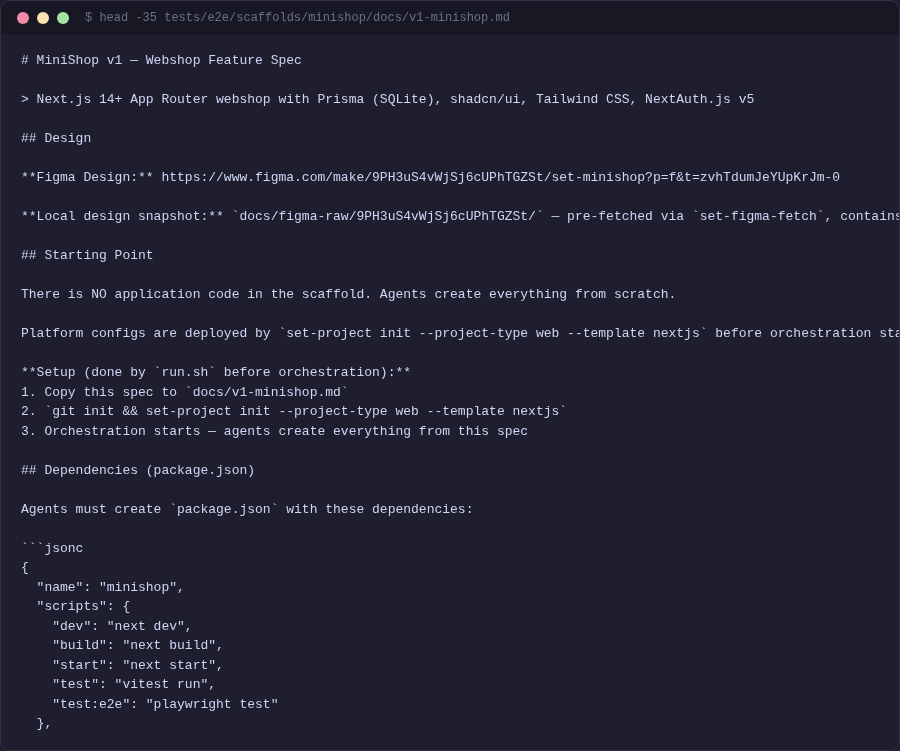 $ head -35 tests/e2e/scaffolds/minishop/docs/v1-minishop.md
# MiniShop v1 — Webshop Feature Spec
> Next.js 14+ App Router webshop with Prisma (SQLite), shadcn/ui, Tailwind CSS, NextAuth.js v5
## Design
**Figma Design:** https://www.figma.com/make/9PH3uS4vWjSj6cUPhTGZSt/set-minishop?p=f&t=zvhTdumJeYUpKrJm-0
**Local design snapshot:** `docs/figma-raw/9PH3uS4vWjSj6cUPhTGZSt/` — pre-fetched via `set-figma-fetch`, contains
## Starting Point
There is NO application code in the scaffold. Agents create everything from scratch.
Platform configs are deployed by `set-project init --project-type web --template nextjs` before orchestration sta
**Setup (done by `run.sh` before orchestration):**
1. Copy this spec to `docs/v1-minishop.md`
2. `git init && set-project init --project-type web --template nextjs`
3. Orchestration starts — agents create everything from this spec
## Dependencies (package.json)
Agents must create `package.json` with these dependencies:
```jsonc
{
  "name": "minishop",
  "scripts": {
    "dev": "next dev",
    "build": "next build",
    "start": "next start",
    "test": "vitest run",
    "test:e2e": "playwright test"
  },